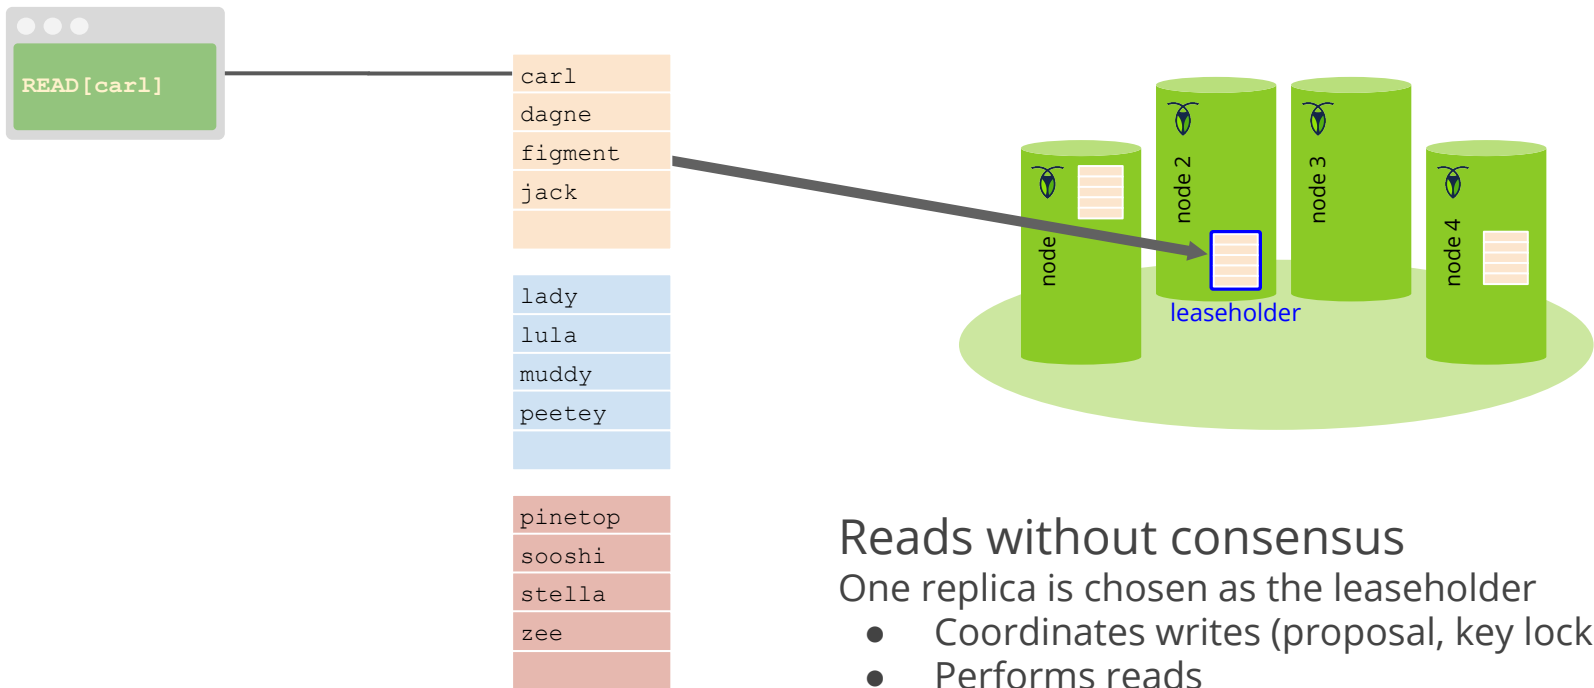 READ[carl]
carl
dagne
figment
jack
lady
lula
muddy
peetey
pinetop
sooshi
stella
zee
node
node 2
node 3
node 4
leaseholder
Reads without consensus
One replica is chosen as the leaseholder
● Coordinates writes (proposal, key lock
● Performs reads